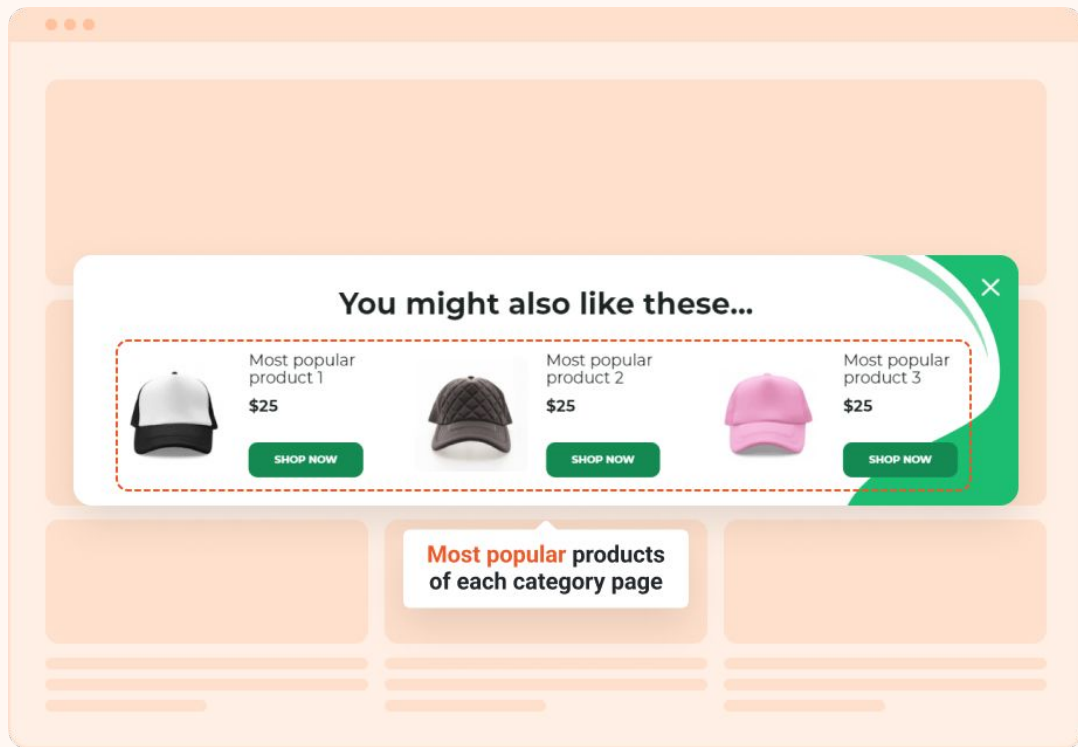 You might also like these...
Most popular
product 1
$25
SHOP NOW
Most popular
product 2
$25
SHOP NOW
Most popular
product 3
$25
SHOP NOW
Most popular products
of each category page